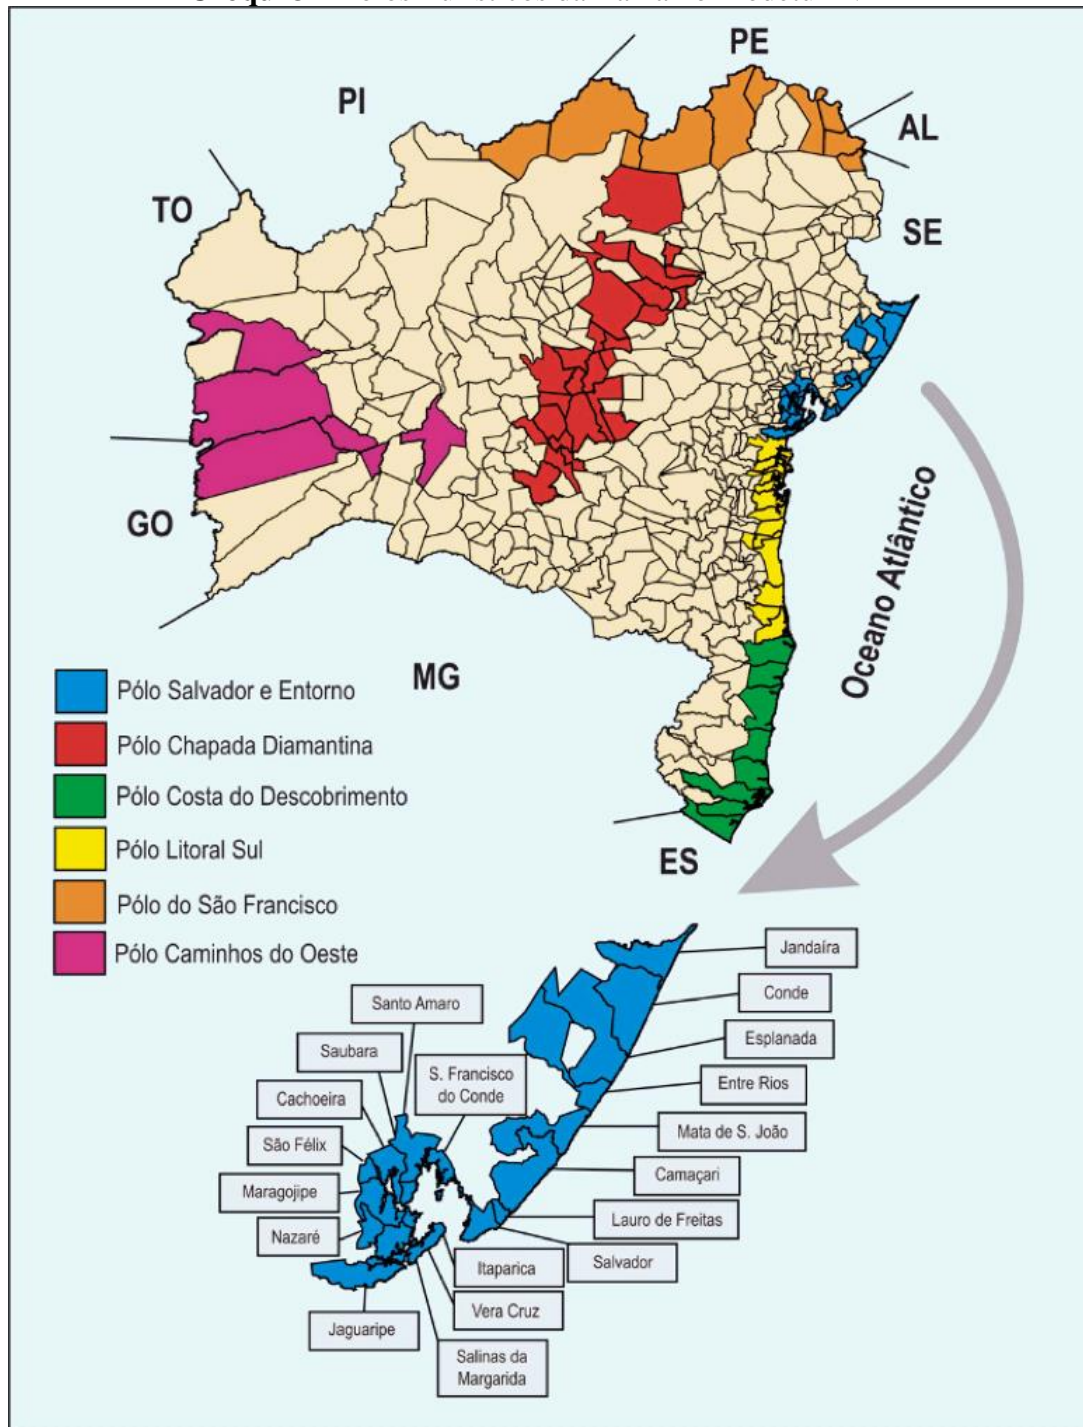 PE
PI
AL
TO
SE
GO
Oceano Atlântico
MG
Pólo Salvador e Entorno
Pólo Chapada Diamantina
Pólo Costa do Descobrimento
Pólo Litoral Sul
Pólo do São Francisco
Pólo Caminhos do Oeste
ES
Jandaíra
Conde
Esplanada
Entre Rios
Mata de S. João
Camaçari
Lauro de Freitas
Salvador
Santo Amaro
Saubara
S. Francisco
do Conde
Cachoeira
São Félix
Maragojipe
Nazaré
Itaparica
Vera Cruz
Jaguaripe
Salinas da
Margarida